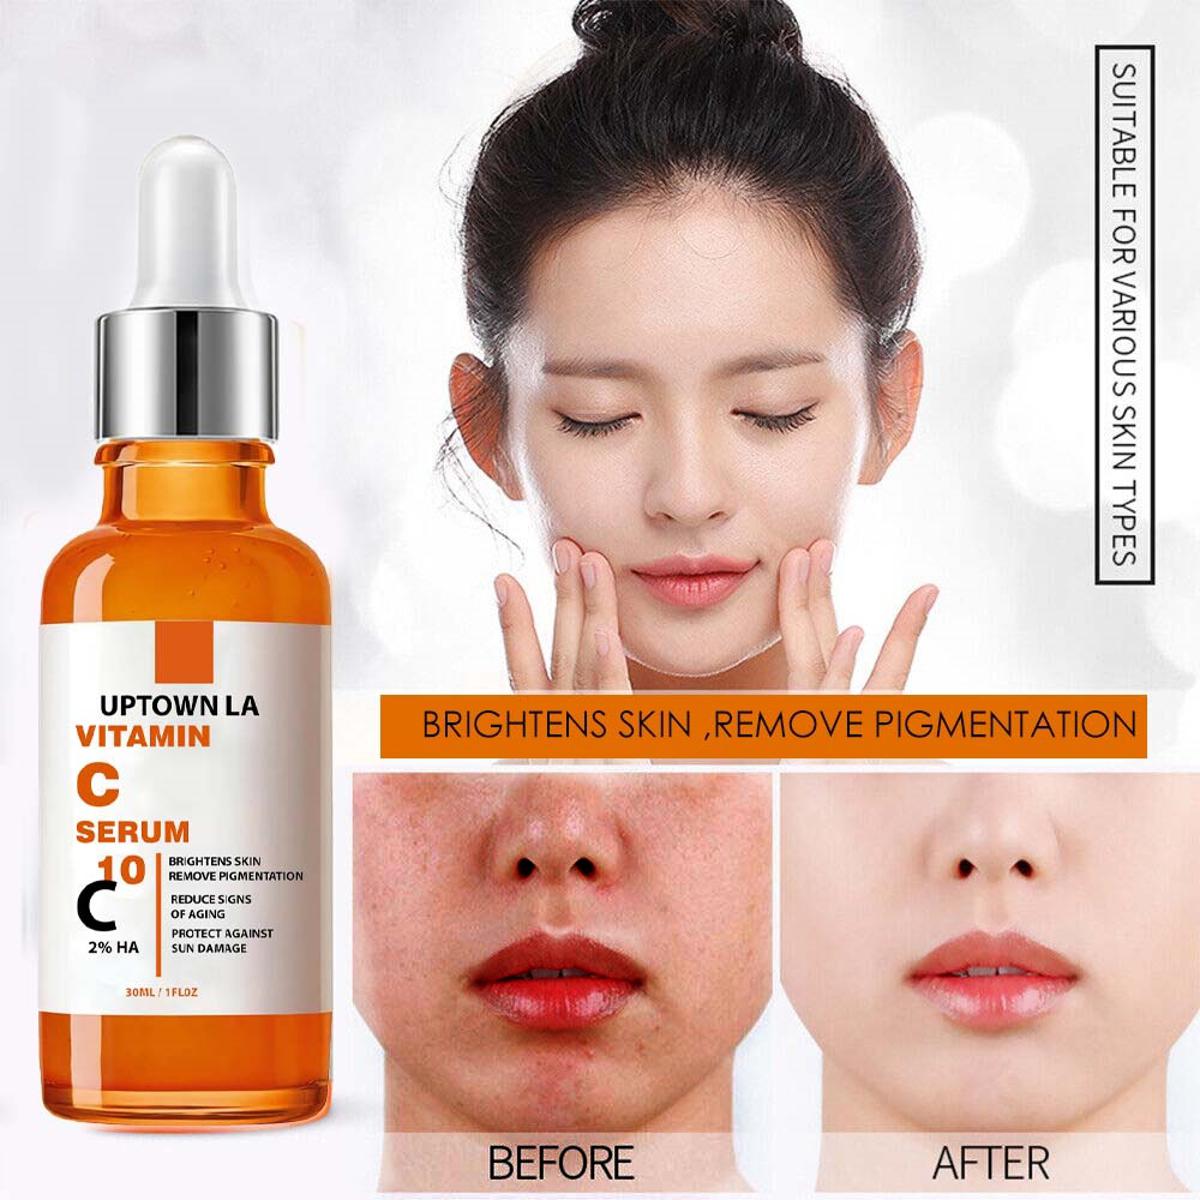 SUITABLE FOR VARIOUS SKIN TYPES
UPTOWN LA
VITAMIN
C
SERUM
10
C
2% HA
BRIGHTENS SKIN
REMOVE PIGMENTATION
REDUCE SIGNS
OF AGING
PROTECT AGAINST
SUN DAMAGE
30ML / 1FLOZ
BRIGHTENS SKIN ,REMOVE PIGMENTATION
BEFORE
AFTER